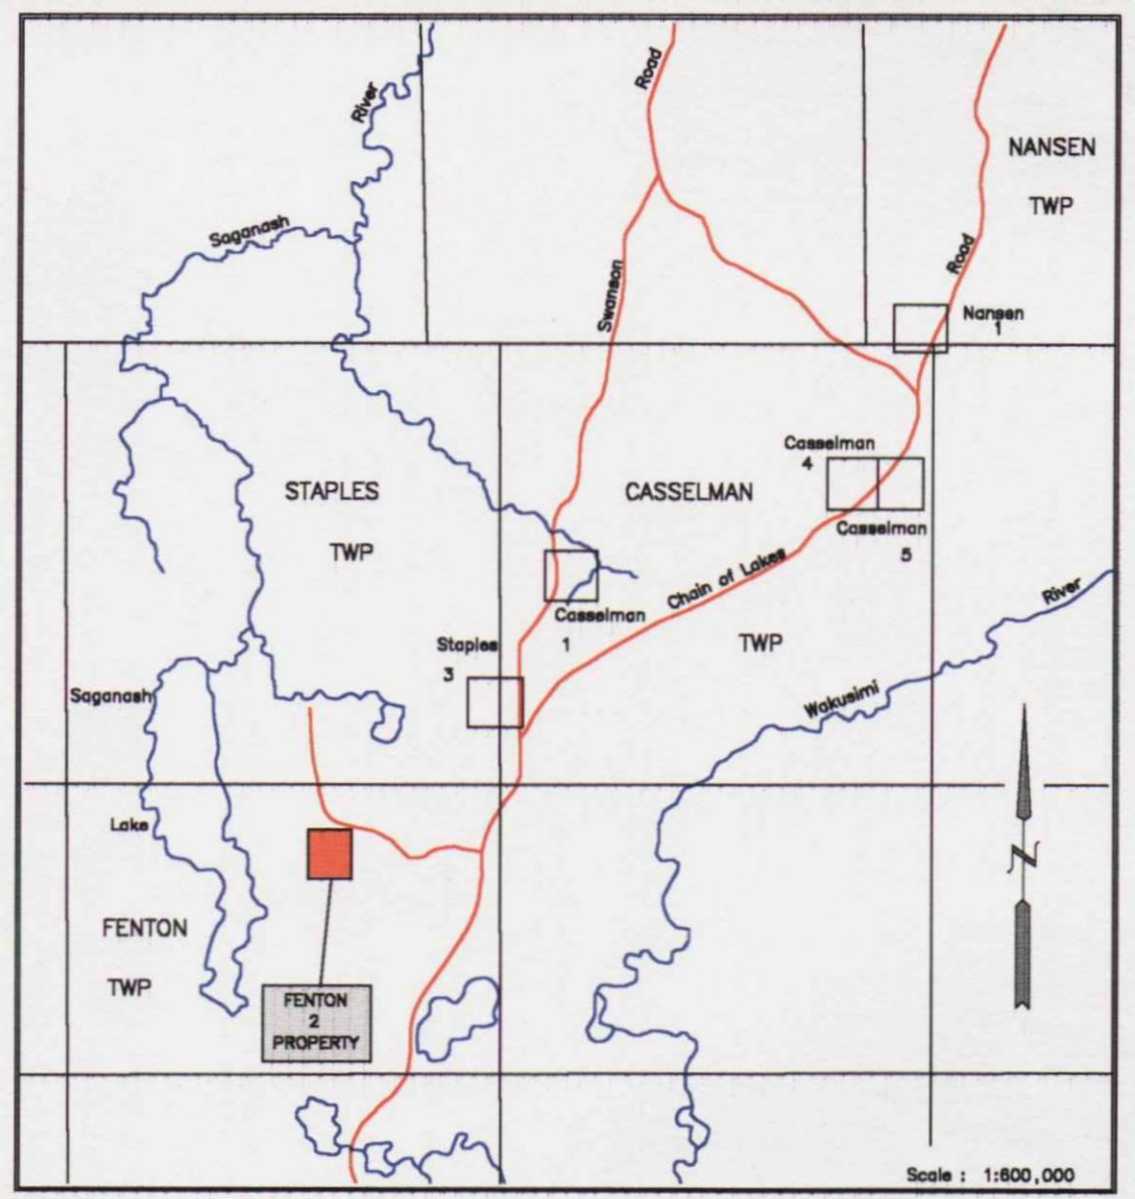 Road
River
NANSEN
TWP
Saganash
Road
Swanson
Nansen
1
Casselman
4
STAPLES
CASSELMAN
TWP
Casselman
5
Chain of Lakes
River
Casselman
1
Staples
3
TWP
Saganash
Wakusimi
Lake
N
FENTON
TWP
FENTON
2
PROPERTY
Scale : 1:600,000